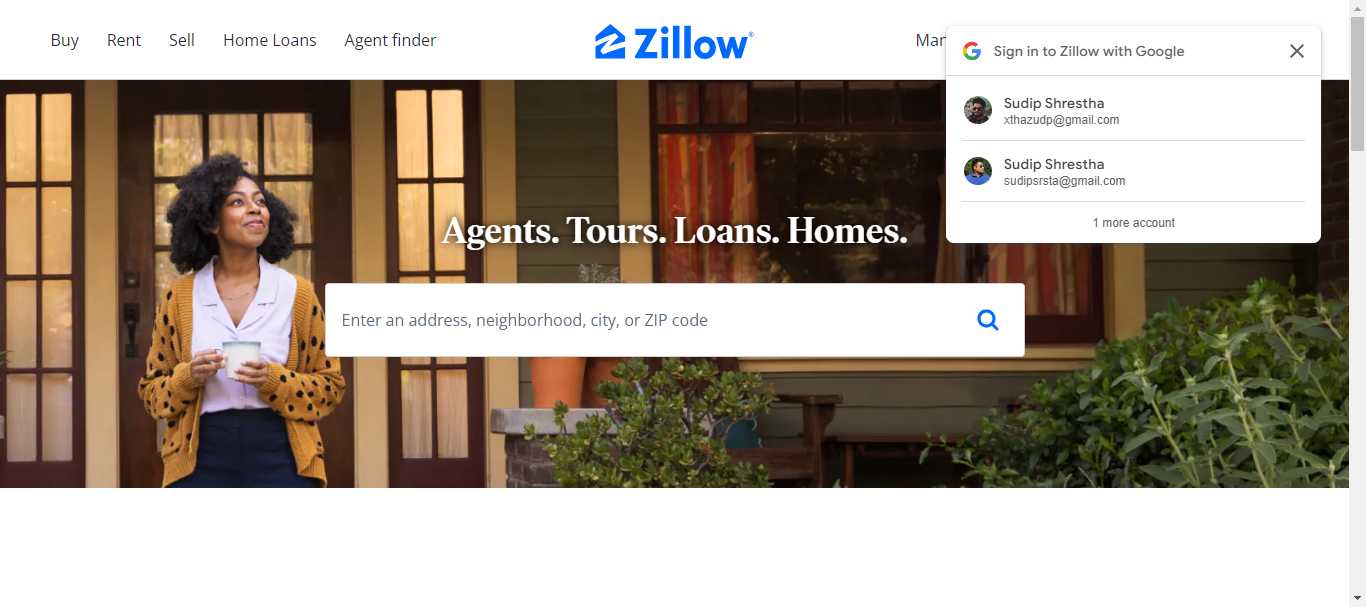 Buy Rent Sell Home Loans Agent finder
Zillow®
Sign in to Zillow with Google
Sudip Shrestha
xthazudp@gmail.com
Sudip Shrestha
sudipsrsta@gmail.com
1 more account
Agents. Tours. Loans. Homes.
Enter an address, neighborhood, city, or ZIP code